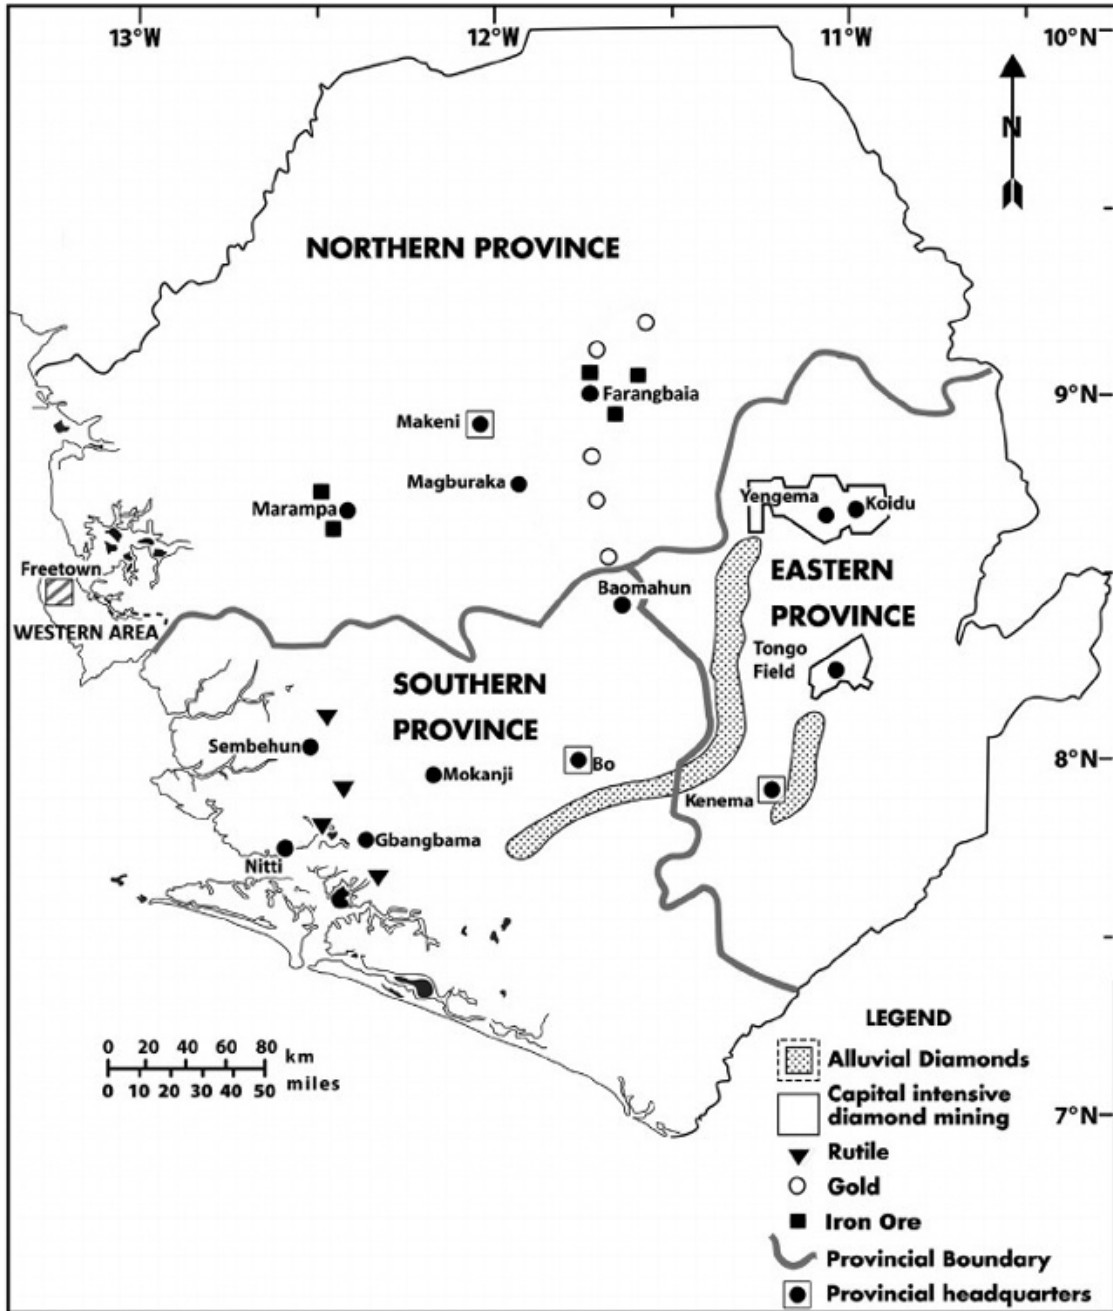 13°W 12°W 11°W 10°N
N
NORTHERN PROVINCE
Farangbaia
9°N
Makeni
Magburaka
Marampa
Yengema
Koidu
Freetown
WESTERN AREA
Baomahun
EASTERN
PROVINCE
Tongo
Field
SOUTHERN
PROVINCE
Sembehun
Mokanji
Bo
8°N
Kenema
Gbangbama
Nitti
LEGEND
0 20 40 60 80 km
0 10 20 30 40 50 miles
Alluvial Diamonds
Capital intensive
diamond mining
7°N
Rutile
Gold
Iron Ore
Provincial Boundary
Provincial headquarters